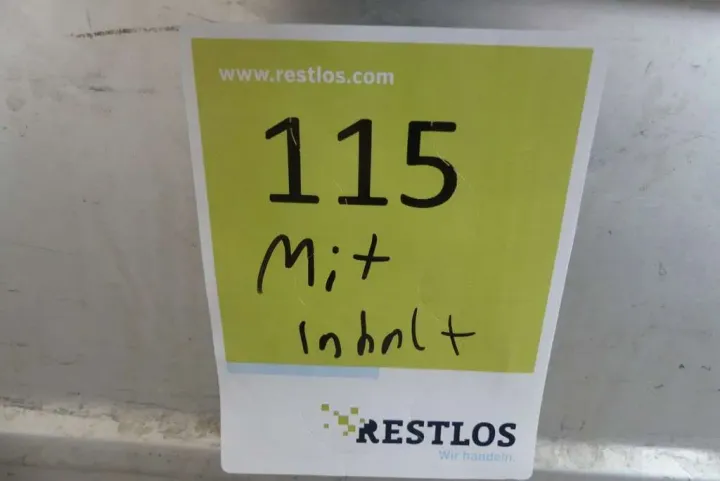 www.restlos.com
115
Mit
Inhalt
RESTLOS
Wir handeln.